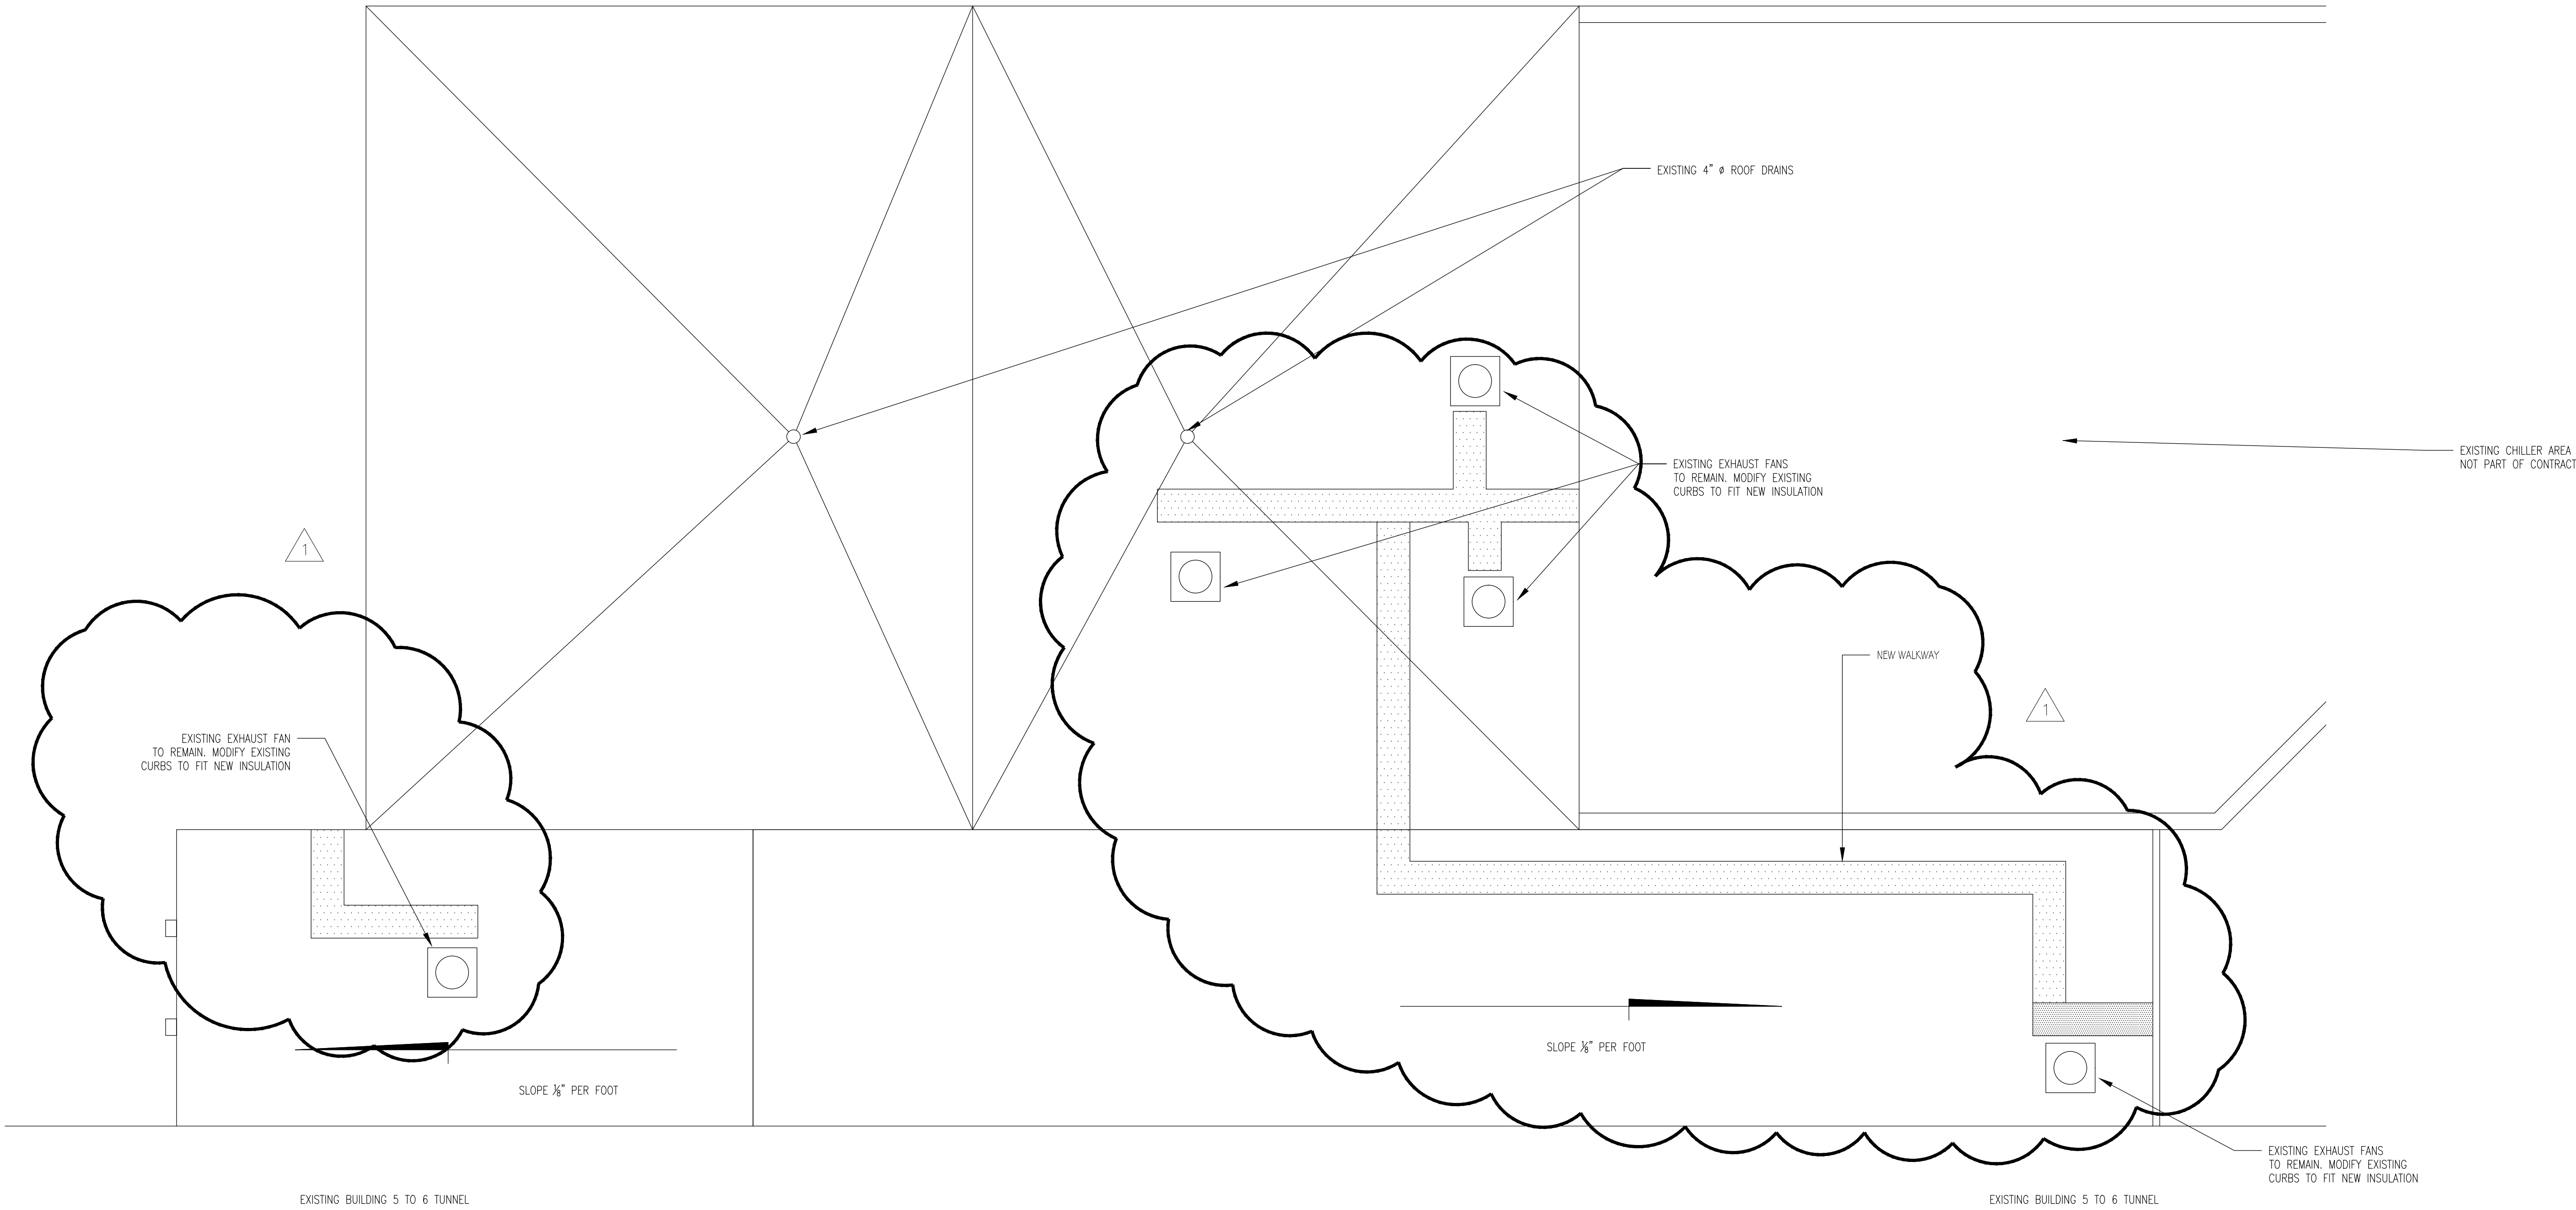 EXISTING 4" ø ROOF DRAINS
EXISTING CHILLER AREA
NOT PART OF CONTRACT
EXISTING EXHAUST FANS
TO REMAIN. MODIFY EXISTING
CURBS TO FIT NEW INSULATION
1
NEW WALKWAY
1
EXISTING EXHAUST FAN
TO REMAIN. MODIFY EXISTING
CURBS TO FIT NEW INSULATION
SLOPE ⅛" PER FOOT
SLOPE ⅛" PER FOOT
EXISTING EXHAUST FANS
TO REMAIN. MODIFY EXISTING
CURBS TO FIT NEW INSULATION
EXISTING BUILDING 5 TO 6 TUNNEL
EXISTING BUILDING 5 TO 6 TUNNEL